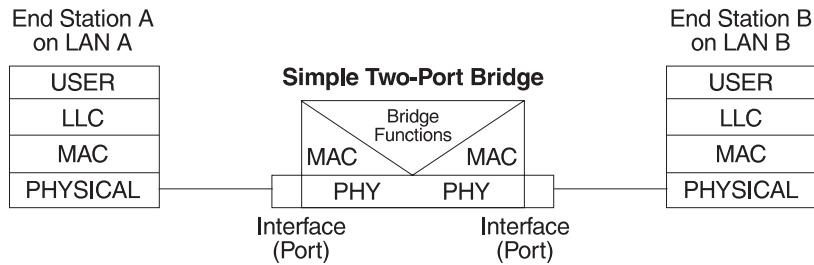 End Station A
on LAN A
USER
LLC
MAC
PHYSICAL
Simple Two-Port Bridge
Bridge
Functions
MAC
MAC
PHY
PHY
Interface
(Port)
Interface
(Port)
End Station B
on LAN B
USER
LLC
MAC
PHYSICAL